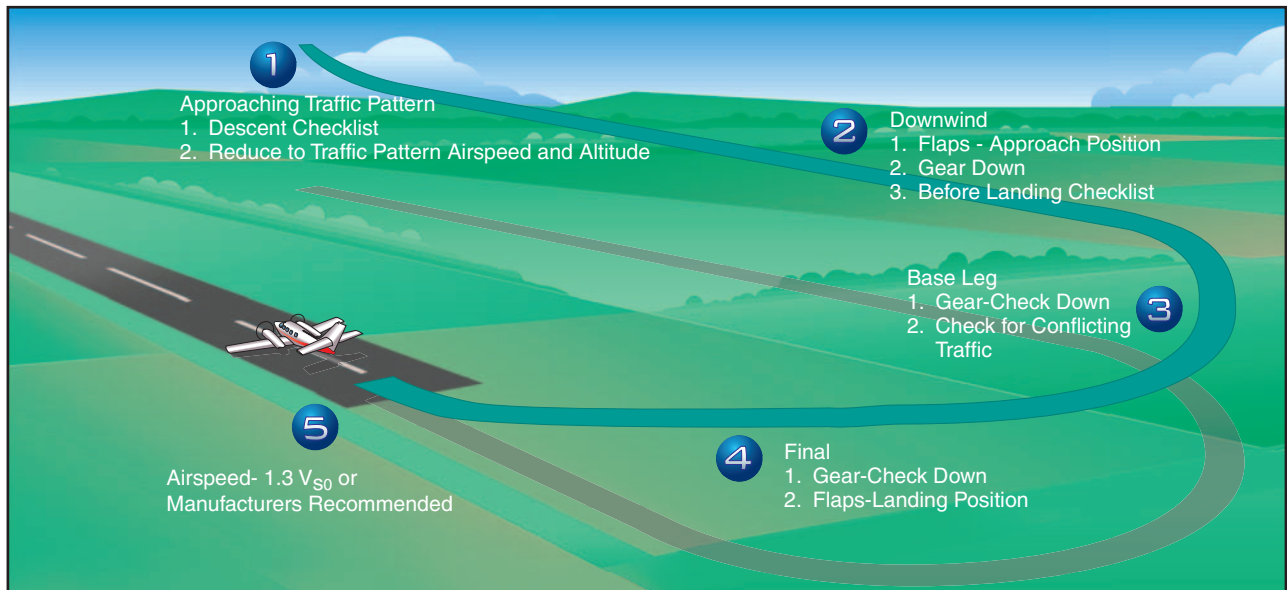 1
Approaching Traffic Pattern
1. Descent Checklist
2. Reduce to Traffic Pattern Airspeed and Altitude
2
Downwind
1. Flaps - Approach Position
2. Gear Down
3. Before Landing Checklist
3
Base Leg
1. Gear-Check Down
2. Check for Conflicting
Traffic
4
Final
1. Gear-Check Down
2. Flaps-Landing Position
5
Airspeed- 1.3 VS0 or
Manufacturers Recommended